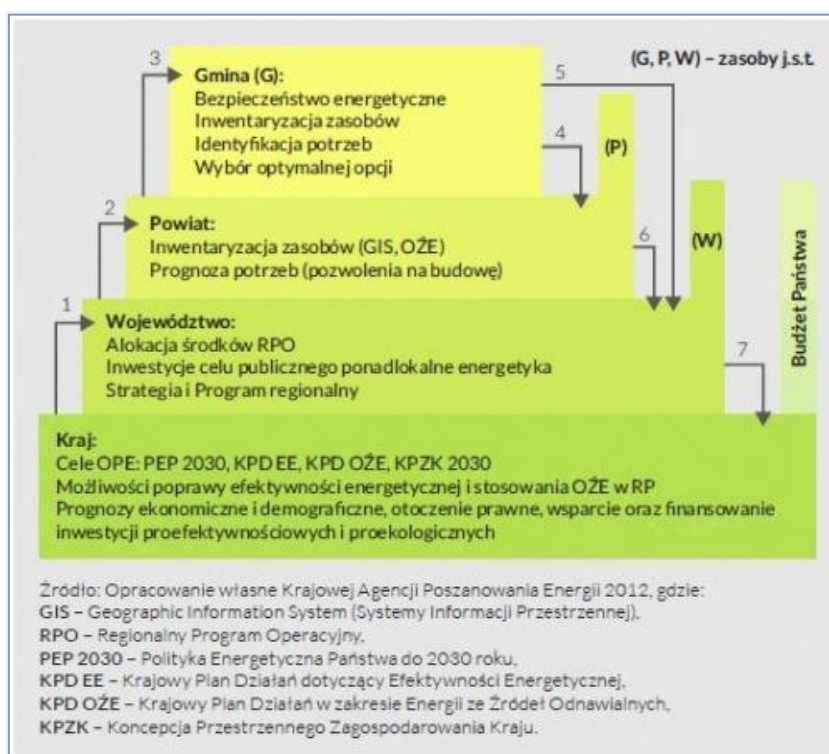 3
Gmina (G):
Bezpieczeństwo energetyczne
Inwentaryzacja zasobów
Identyfikacja potrzeb
Wybór optymalnej opcji
5
4
(G, P, W) – zasoby j.s.t.
(P)
2
Powiat:
Inwentaryzacja zasobów (GIS, OŹE)
Prognoza potrzeb (pozwolenia na budowę)
6
(W)
Budżet Państwa
1
Województwo:
Alokacja środków RPO
Inwestycje celu publicznego ponadlokalne energetyka
Strategia i Program regionalny
7
Kraj:
Cele OPE: PEP 2030, KPD EE, KPD OŹE, KPZK 2030
Możliwości poprawy efektywności energetycznej i stosowania OŹE w RP
Prognozy ekonomiczne i demograficzne, otoczenie prawne, wsparcie oraz finansowanie
inwestycji proefektywnościowych i proekologicznych
Źródło: Opracowanie własne Krajowej Agencji Poszanowania Energii 2012, gdzie:
GIS – Geographic Information System (Systemy Informacji Przestrzennej),
RPO – Regionalny Program Operacyjny,
PEP 2030 – Polityka Energetyczna Państwa do 2030 roku,
KPD EE – Krajowy Plan Działań dotyczący Efektywności Energetycznej,
KPD OŹE – Krajowy Plan Działań w zakresie Energii ze Źródeł Odnawialnych,
KPZK – Koncepcja Przestrzennego Zagospodarowania Kraju.